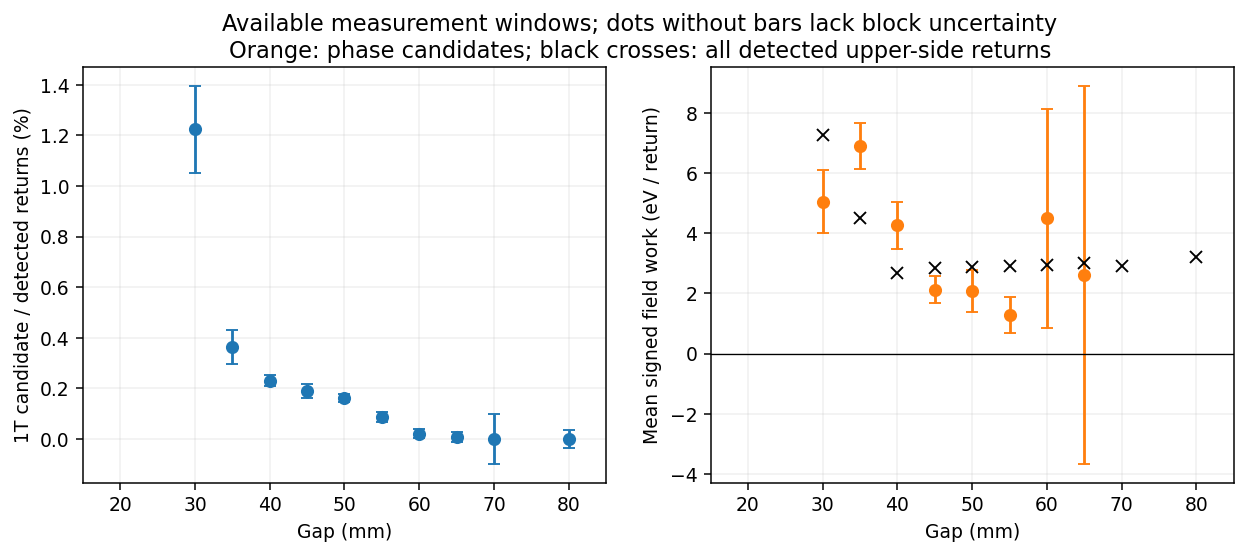 Available measurement windows; dots without bars lack block uncertainty
Orange: phase candidates; black crosses: all detected upper-side returns
1T candidate / detected returns (%)
1.4
1.2
1.0
0.8
0.6
0.4
0.2
0.0
20 30 40 50 60 70 80
Gap (mm)
Mean signed field work (eV / return)
8
6
4
2
0
−2
−4
20 30 40 50 60 70 80
Gap (mm)